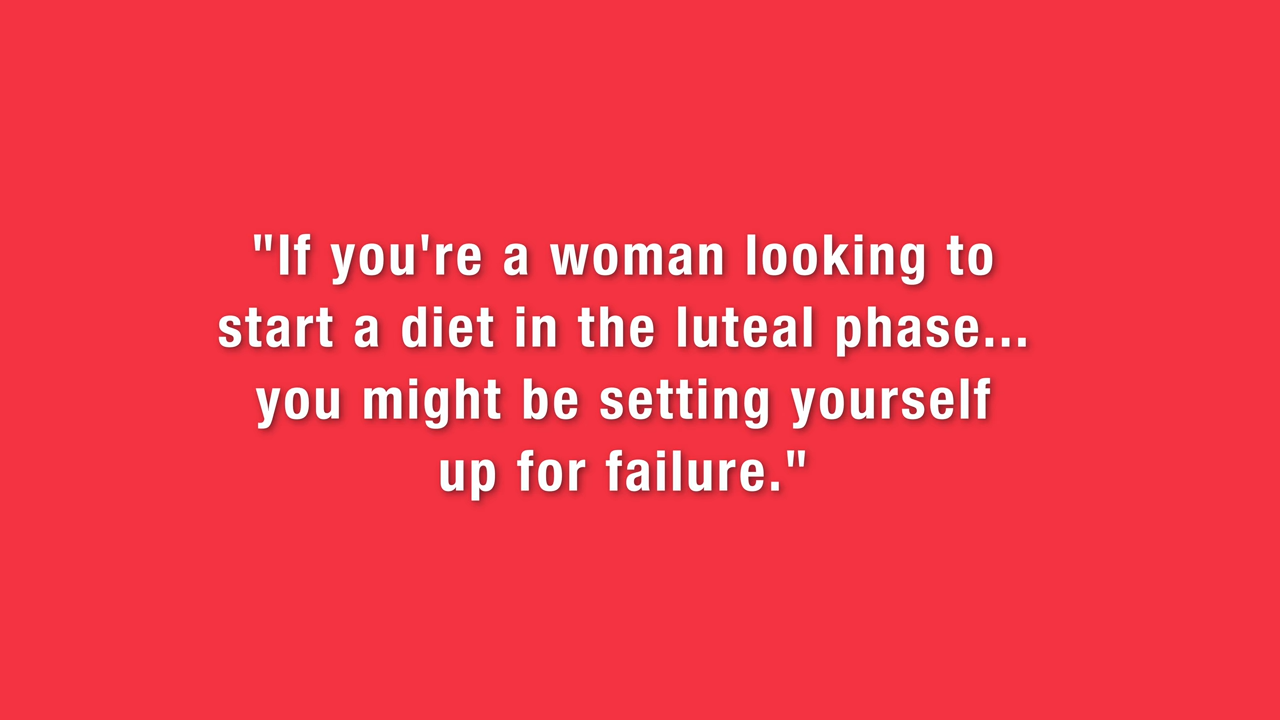 "If you're a woman looking to
start a diet in the luteal phase...
you might be setting yourself
up for failure."